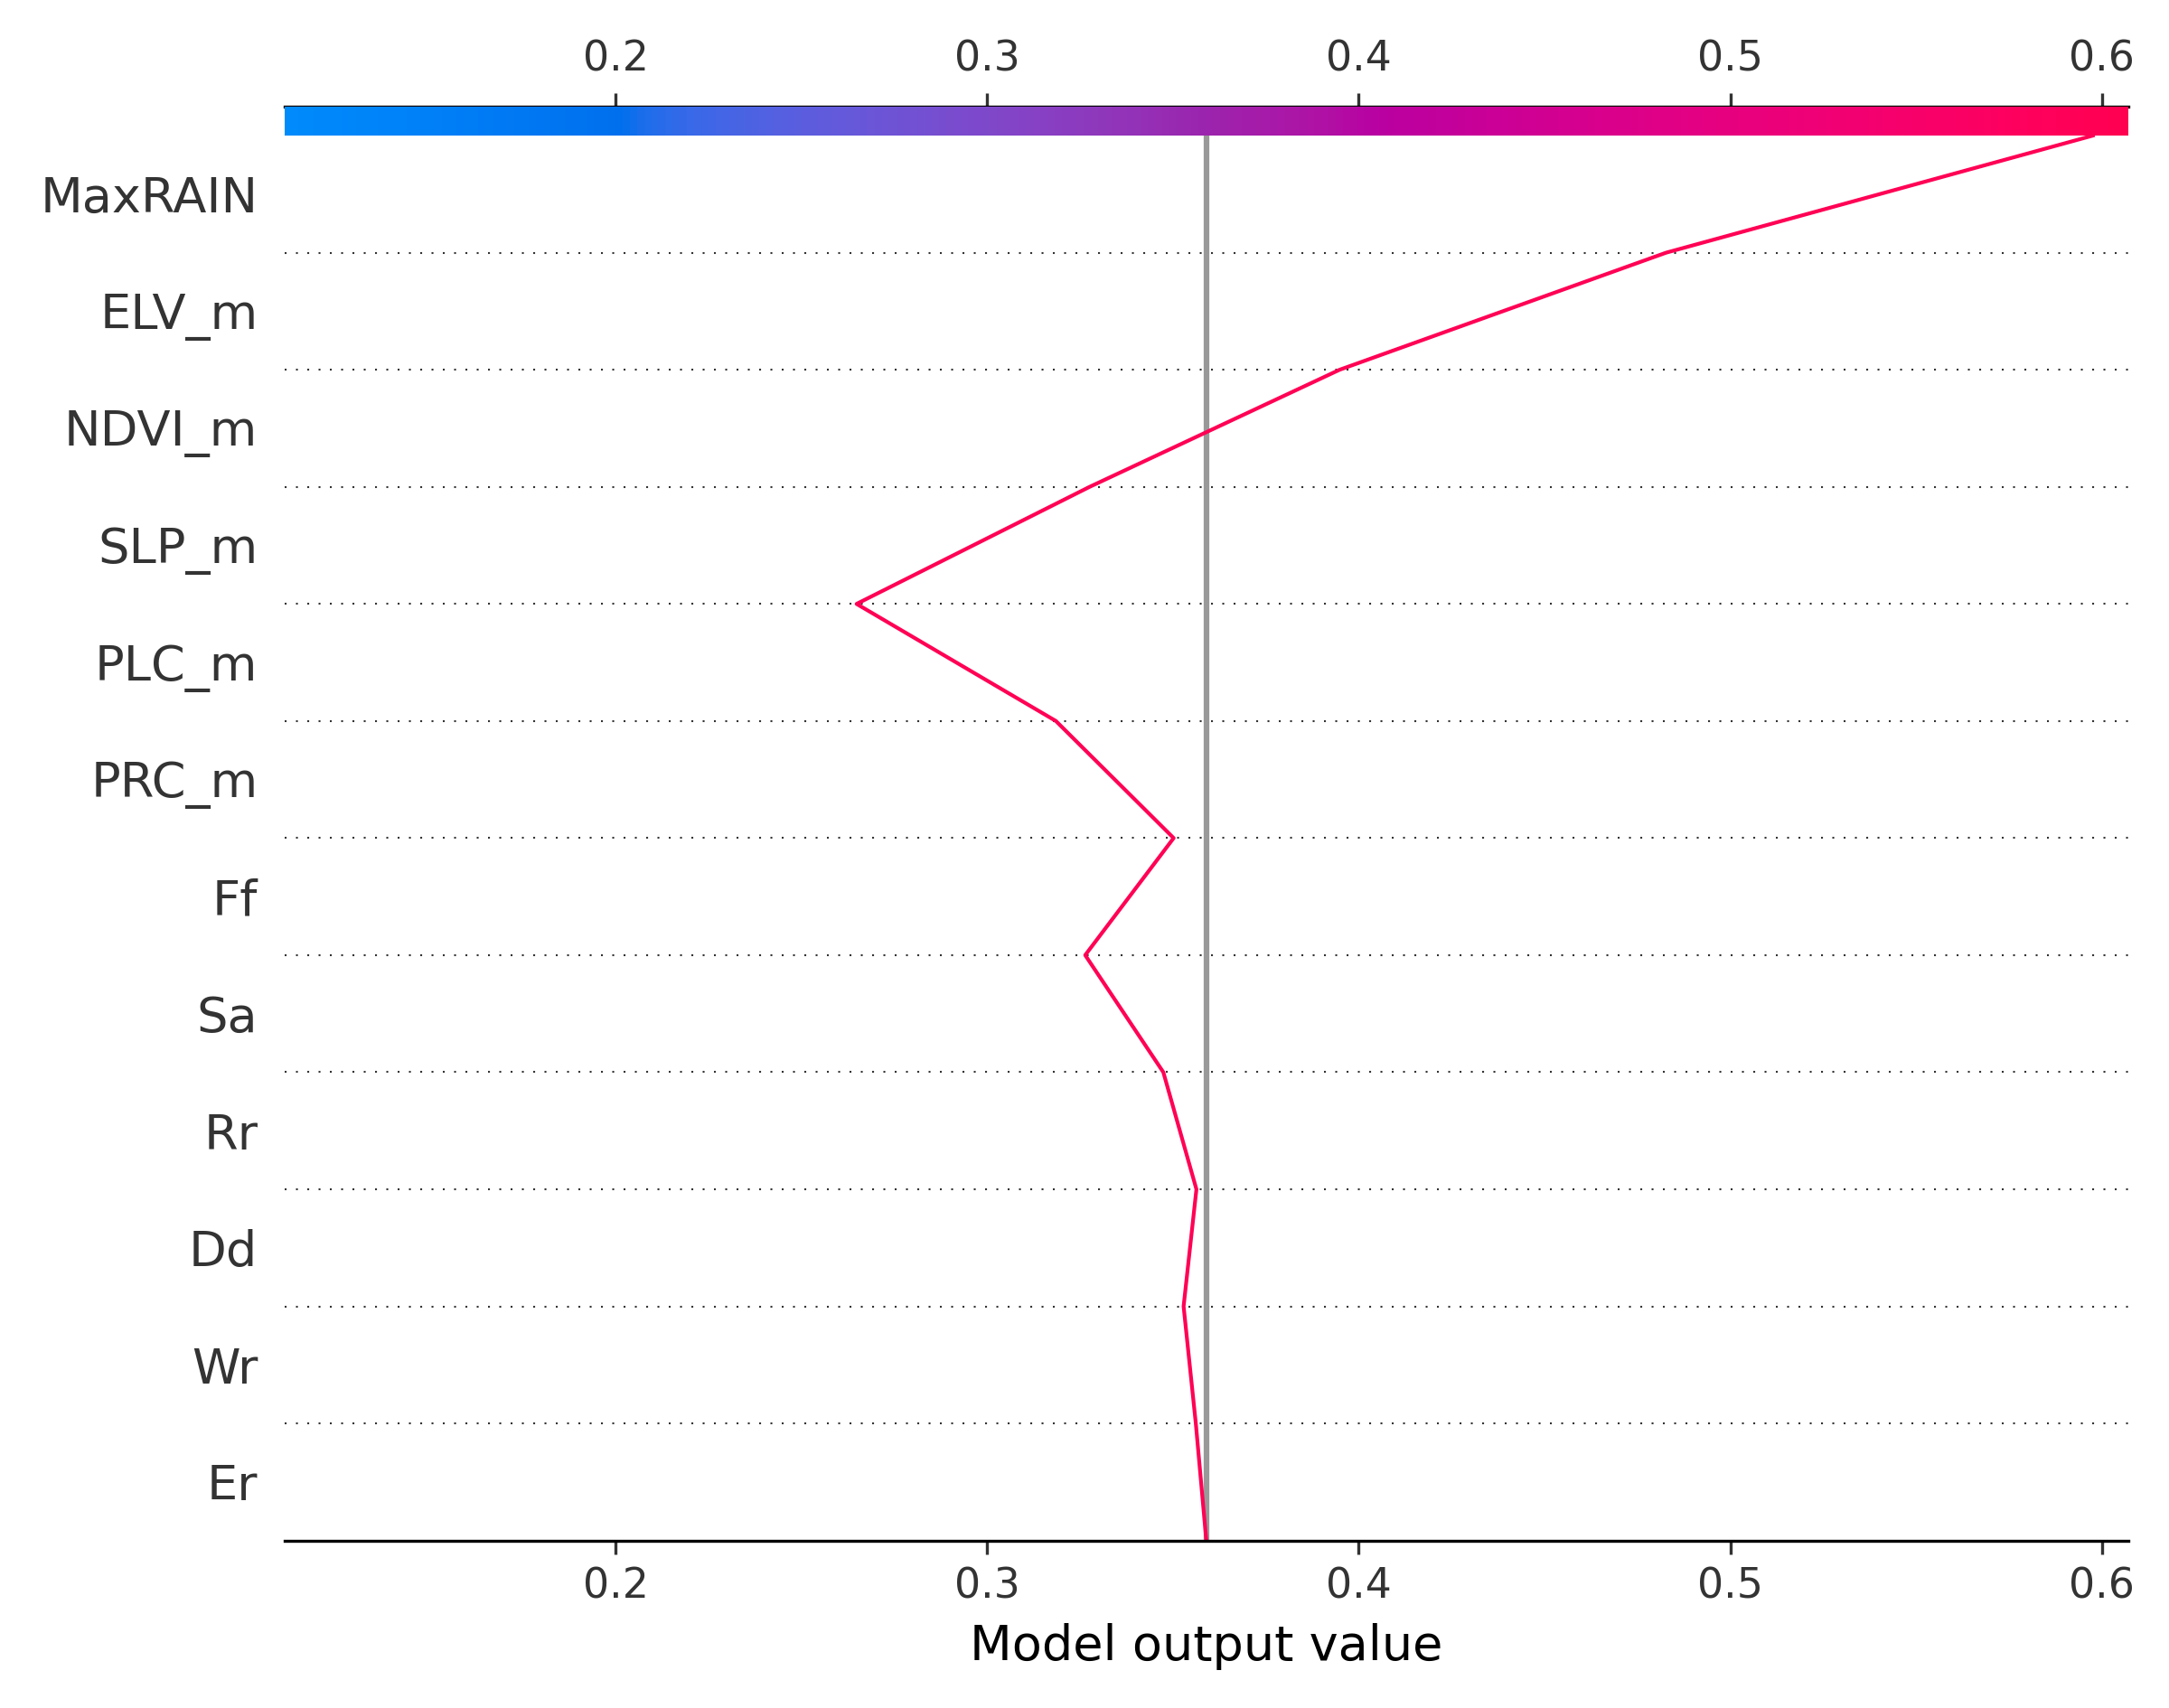 0.2 0.3 0.4 0.5 0.6
MaxRAIN
ELV_m
NDVI_m
SLP_m
PLC_m
PRC_m
Ff
Sa
Rr
Dd
Wr
Er
0.2 0.3 0.4 0.5 0.6
Model output value